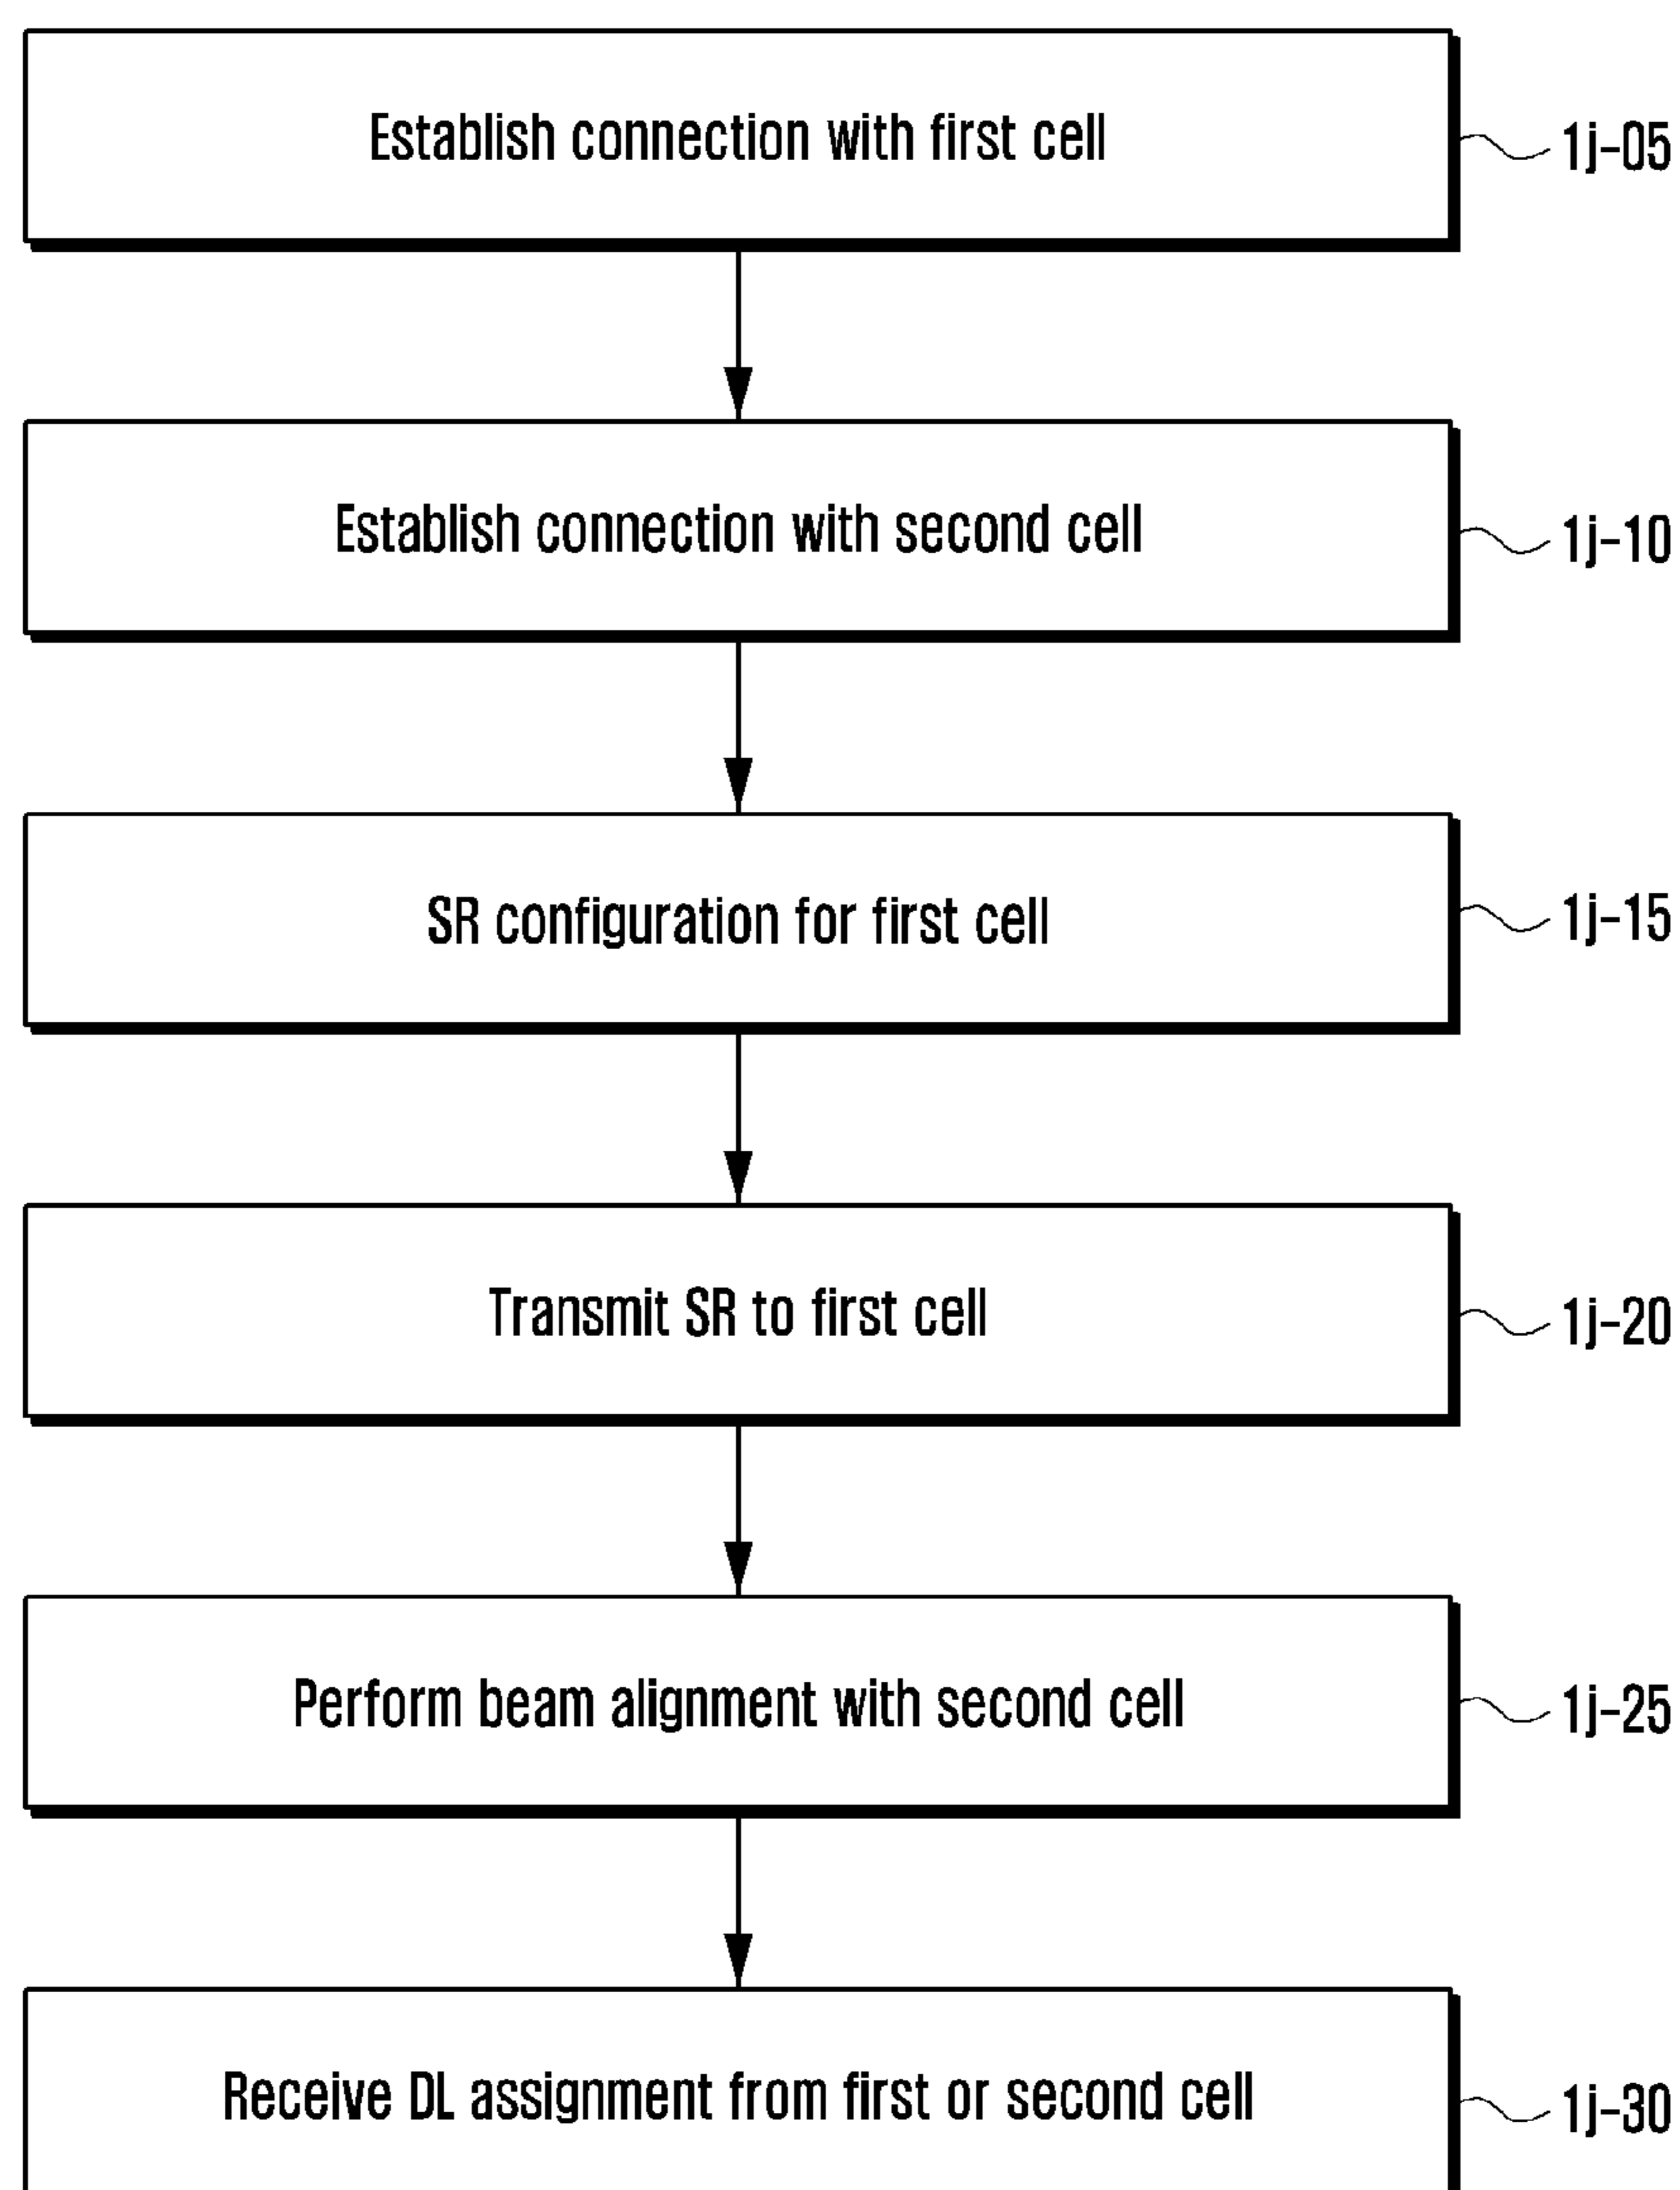 Establish connection with first cell
1j-05
Establish connection with second cell
1j-10
SR configuration for first cell
1j-15
Transmit SR to first cell
1j-20
Perform beam alignment with second cell
1j-25
Receive DL assignment from first or second cell
1j-30